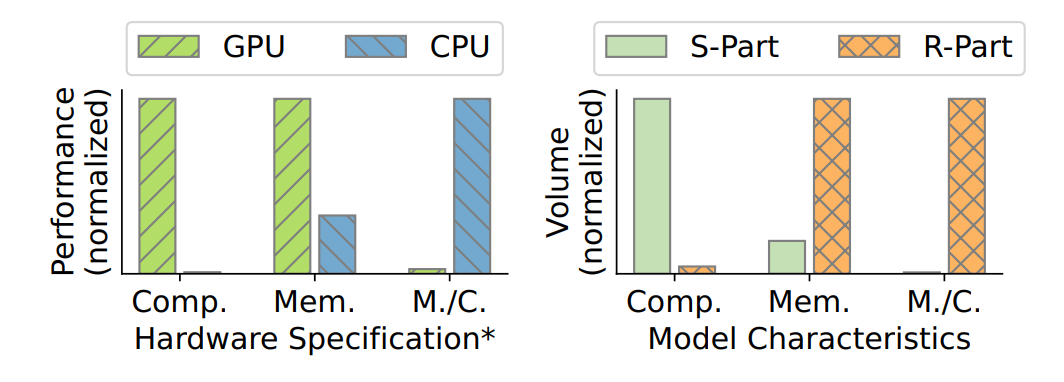 GPU CPU
Performance
(normalized)
Comp. Mem. M./C.
Hardware Specification*
S-Part R-Part
Volume
(normalized)
Comp. Mem. M./C.
Model Characteristics